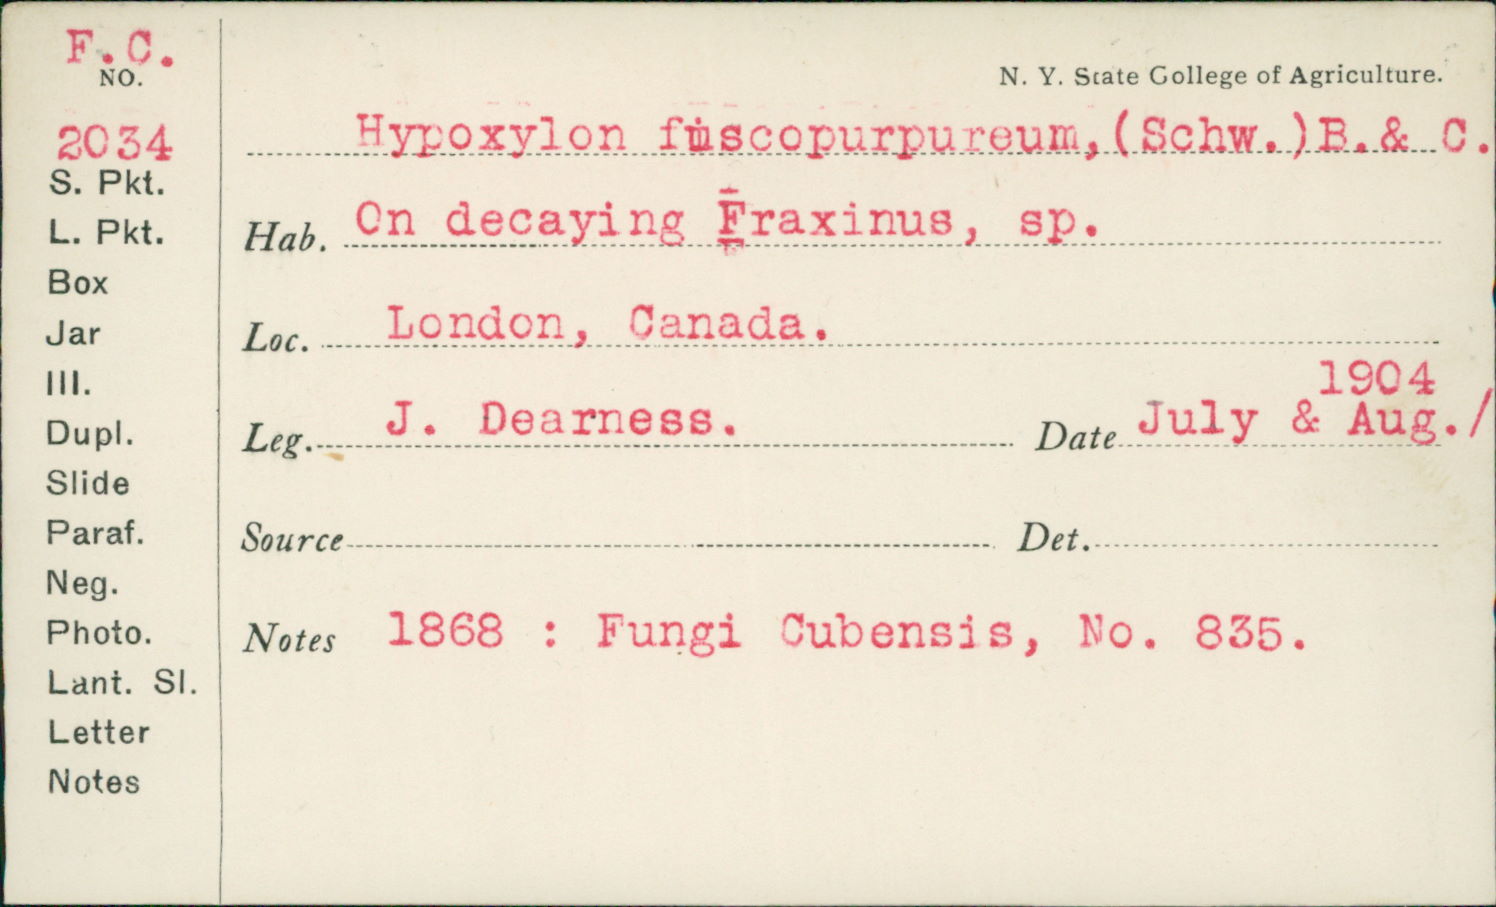 F.C.
NO.
2034
S. Pkt.
L. Pkt.
Box
Jar
Ill.
Dupl.
Slide
Paraf.
Neg.
Photo.
Lant. Sl.
Letter
Notes
N. Y. State College of Agriculture.
Hypoxylon fuscopurpureum,(Schw.)B.& C.
Hab. On decaying Fraxinus, sp.
Loc. London, Canada.
1904
Leg. J. Dearness. Date July & Aug./
Source Det.
Notes 1868 : Fungi Cubensis, No. 835.